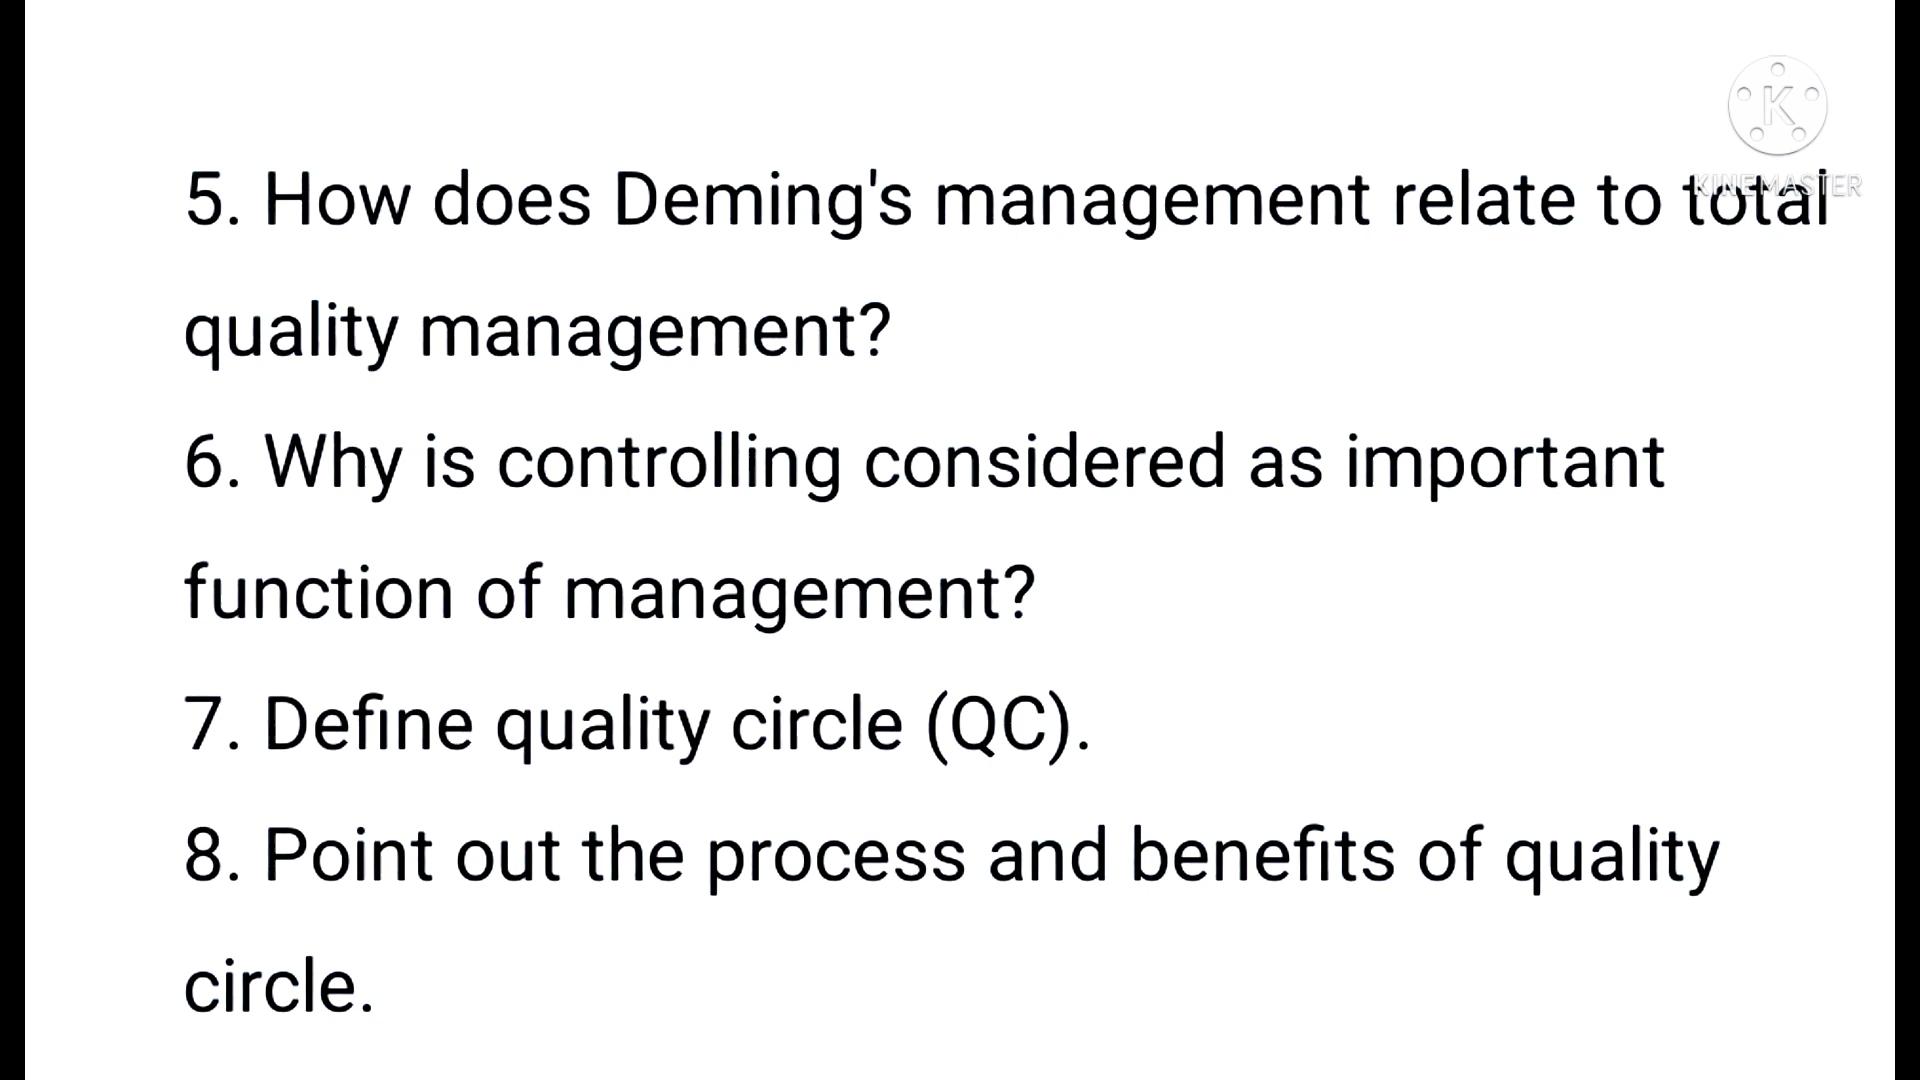 K
KINEMASTER
5. How does Deming's management relate to total
quality management?
6. Why is controlling considered as important
function of management?
7. Define quality circle (QC).
8. Point out the process and benefits of quality
circle.